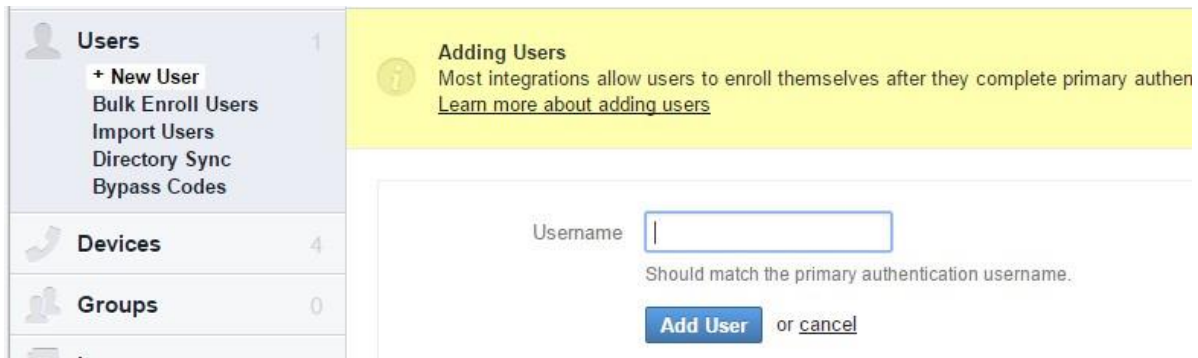 Users 1
+ New User
Bulk Enroll Users
Import Users
Directory Sync
Bypass Codes
Devices 4
Groups 0
Adding Users
Most integrations allow users to enroll themselves after they complete primary authen
Learn more about adding users
Username
Should match the primary authentication username.
Add User or cancel